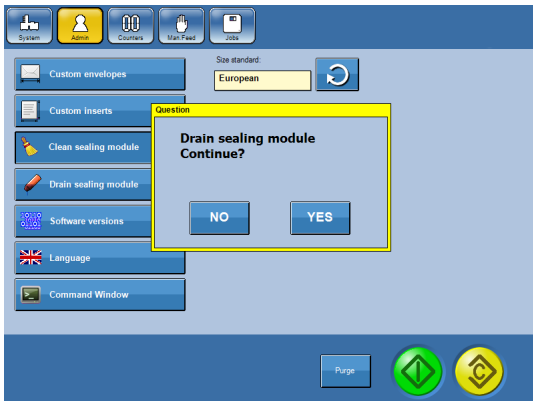 System
Admin
Counters
Man.Feed
Jobs
Size standard:
European
Custom envelopes
Custom inserts
Clean sealing module
Drain sealing module
Software versions
Language
Command Window
Question
Drain sealing module
Continue?
NO
YES
Purge
C